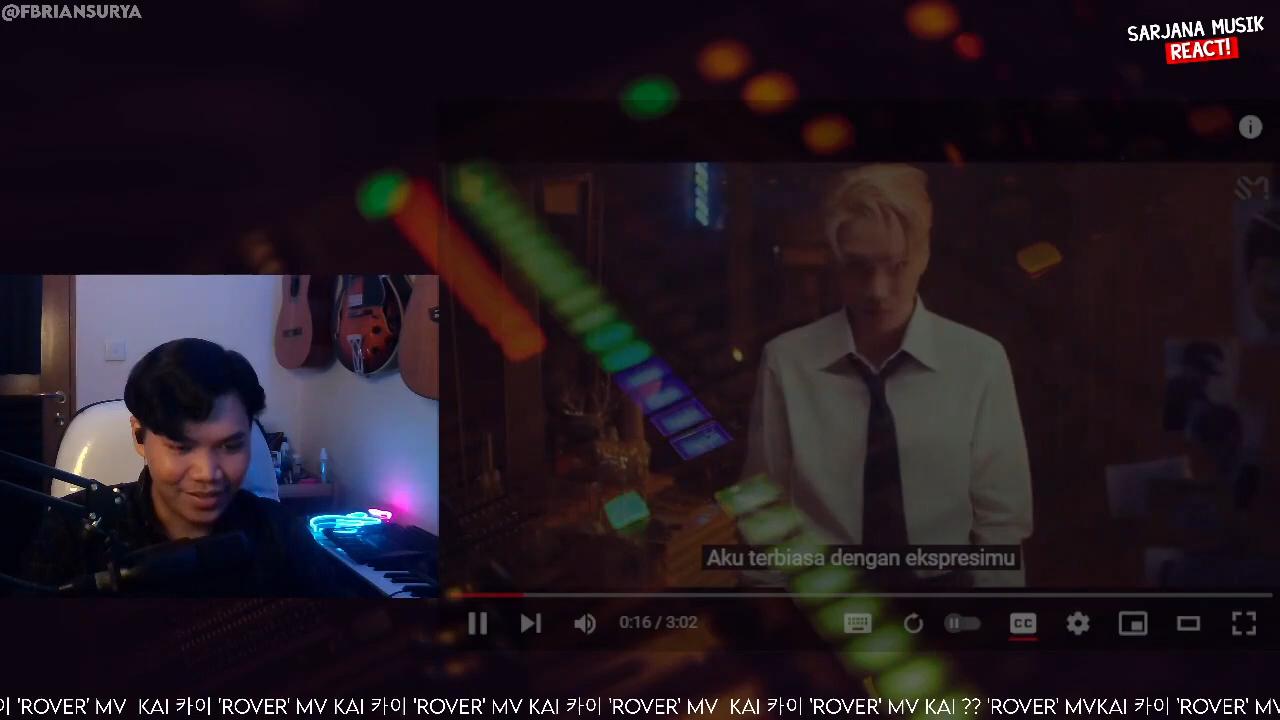 @FBRIANSURYA
SARJANA MUSIK
REACT!
SM
Aku terbiasa dengan ekspresimu
0:16 / 3:02
CC
이 'ROVER' MV  KAI 카이 'ROVER' MV KAI 카이 'ROVER' MV KAI 카이 'ROVER' MV  KAI 카이 'ROVER' MV KAI ?? 'ROVER' MVKAI 카이 'ROVER' MV